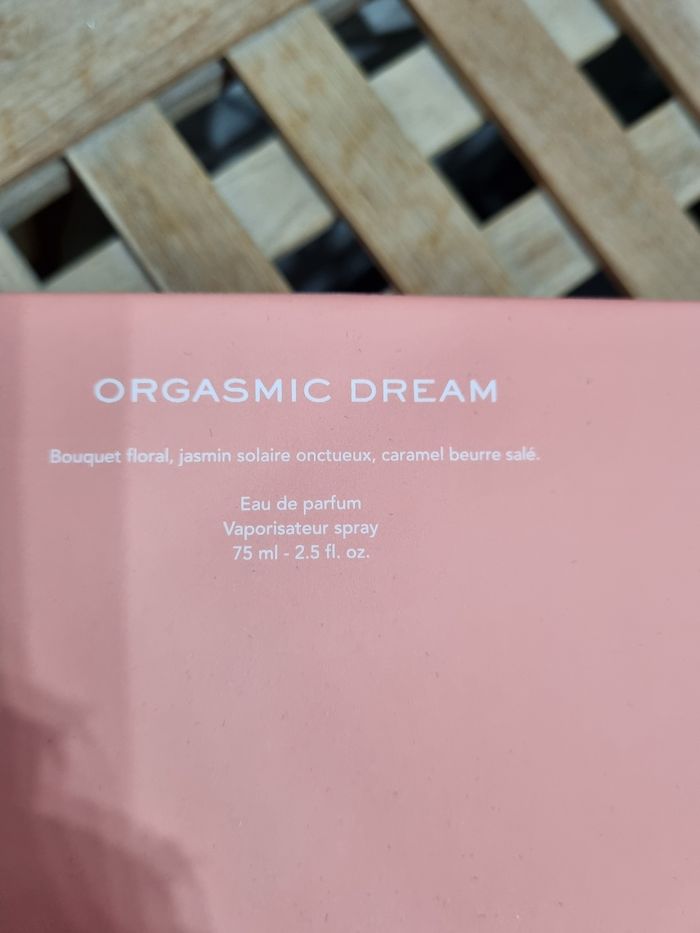 ORGASMIC DREAM
Bouquet floral, jasmin solaire onctueux, caramel beurre salé.
Eau de parfum
Vaporisateur spray
75 ml - 2.5 fl. oz.